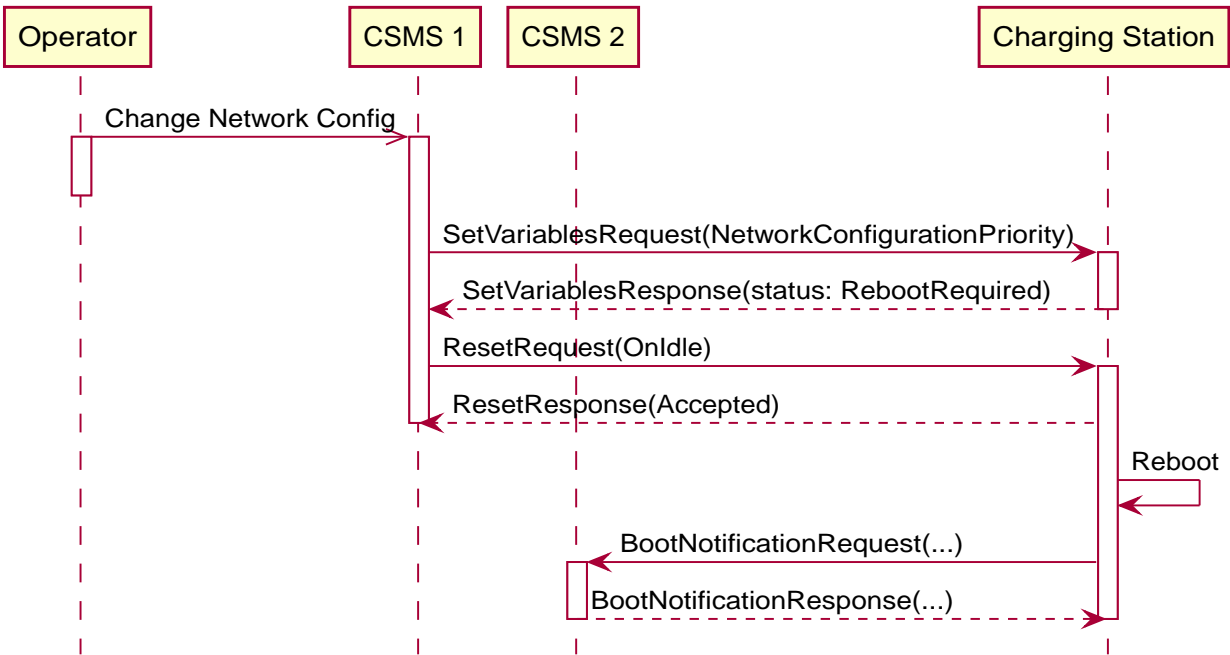 Operator
CSMS 1
CSMS 2
Charging Station
Change Network Config
SetVariablesRequest(NetworkConfigurationPriority)
SetVariablesResponse(status: RebootRequired)
ResetRequest(OnIdle)
ResetResponse(Accepted)
Reboot
BootNotificationRequest(...)
BootNotificationResponse(...)